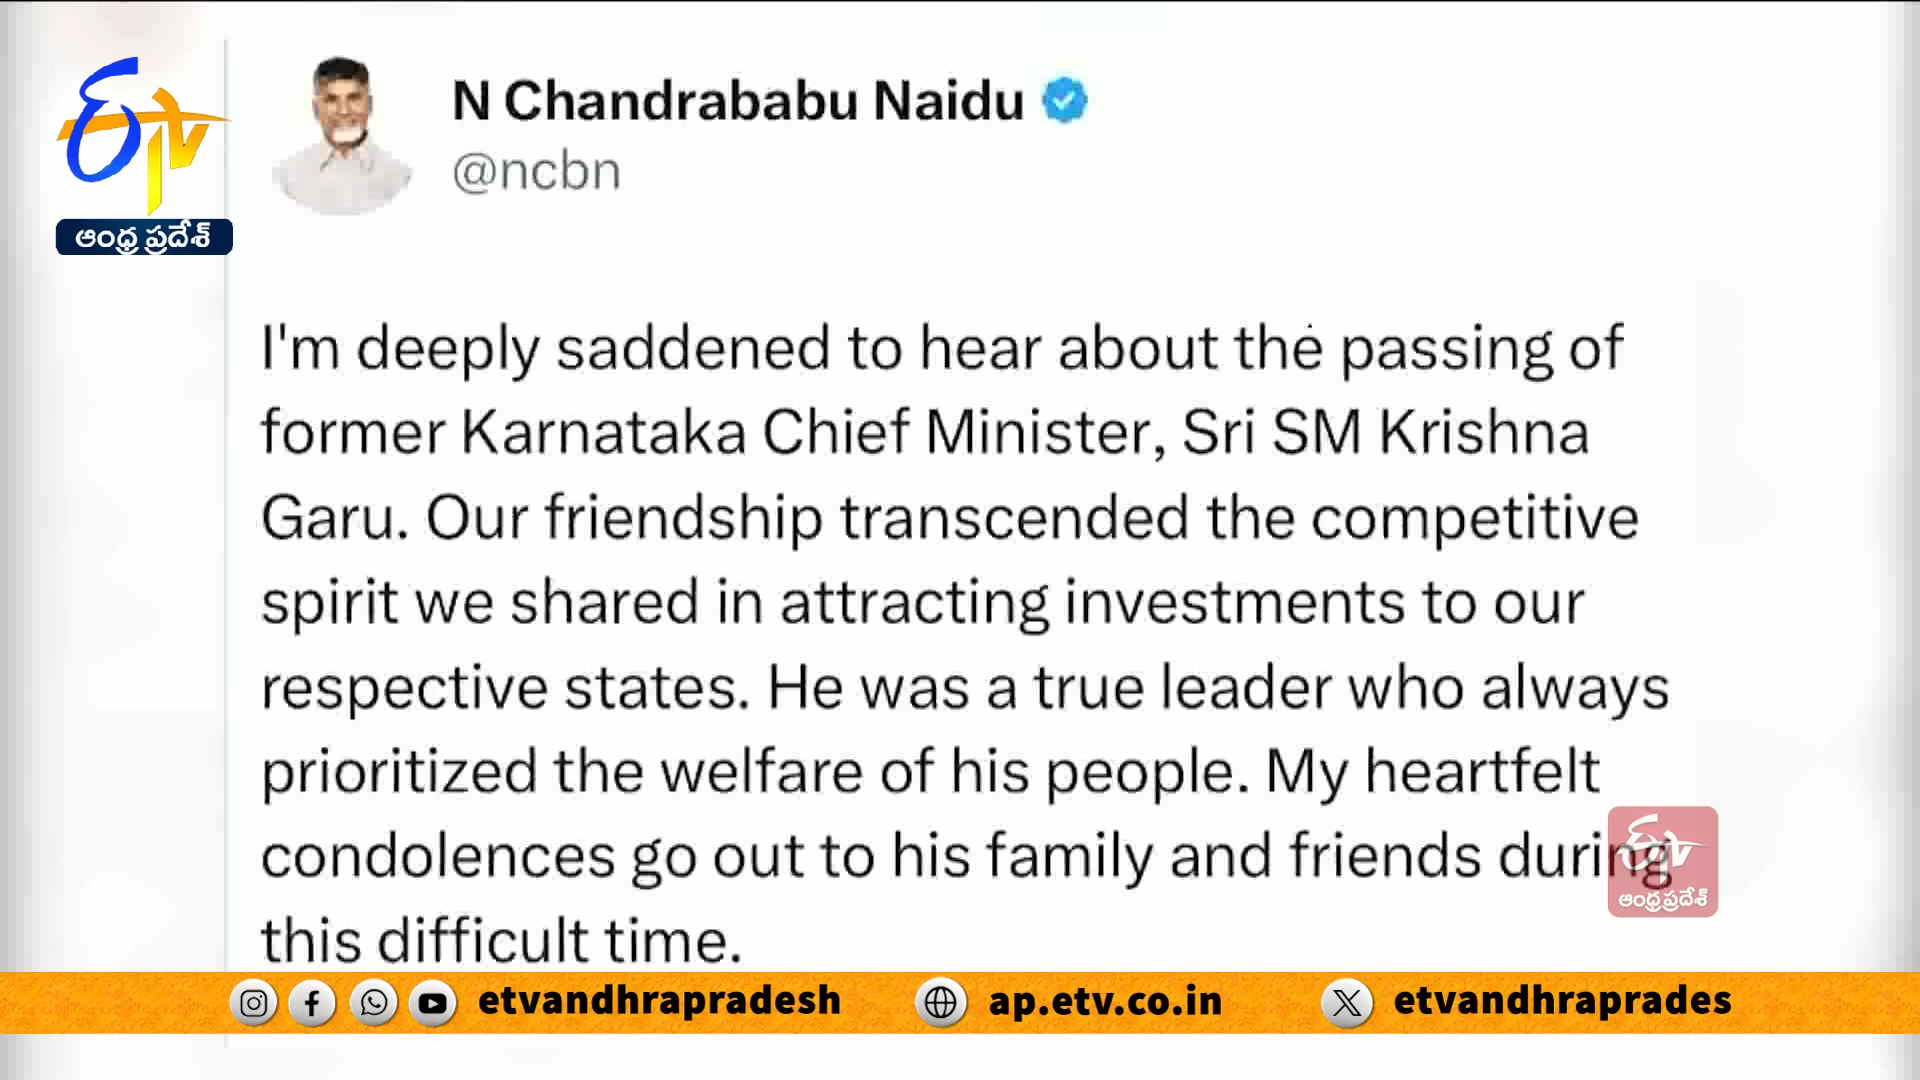 ఈtv
ఆంధ్ర ప్రదేశ్
N Chandrababu Naidu
@ncbn
I'm deeply saddened to hear about the passing of
former Karnataka Chief Minister, Sri SM Krishna
Garu. Our friendship transcended the competitive
spirit we shared in attracting investments to our
respective states. He was a true leader who always
prioritized the welfare of his people. My heartfelt
condolences go out to his family and friends during
this difficult time.
ఈtv
ఆంధ్రప్రదేశ్
etvandhrapradesh ap.etv.co.in etvandhraprades